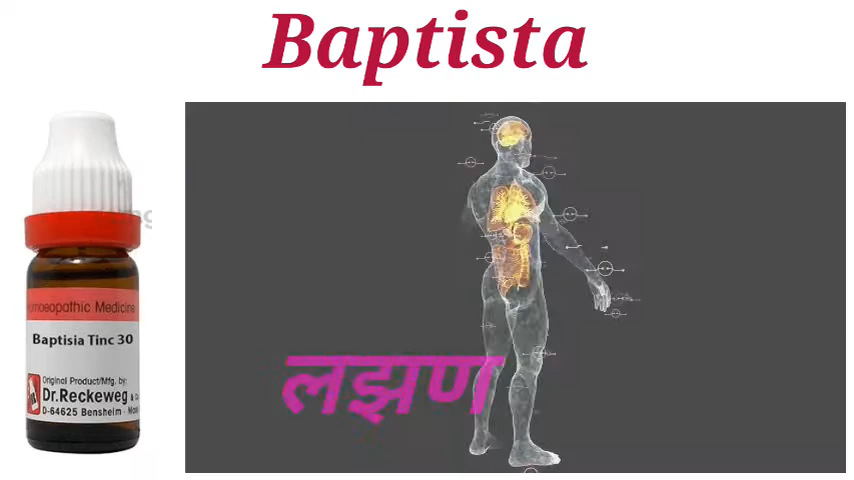 Baptista
Homoeopathic Medicine
Baptisia Tinc 30
Original Product/Mfg. by:
Dr.Reckeweg &
D-64625 Bensheim -
लझण